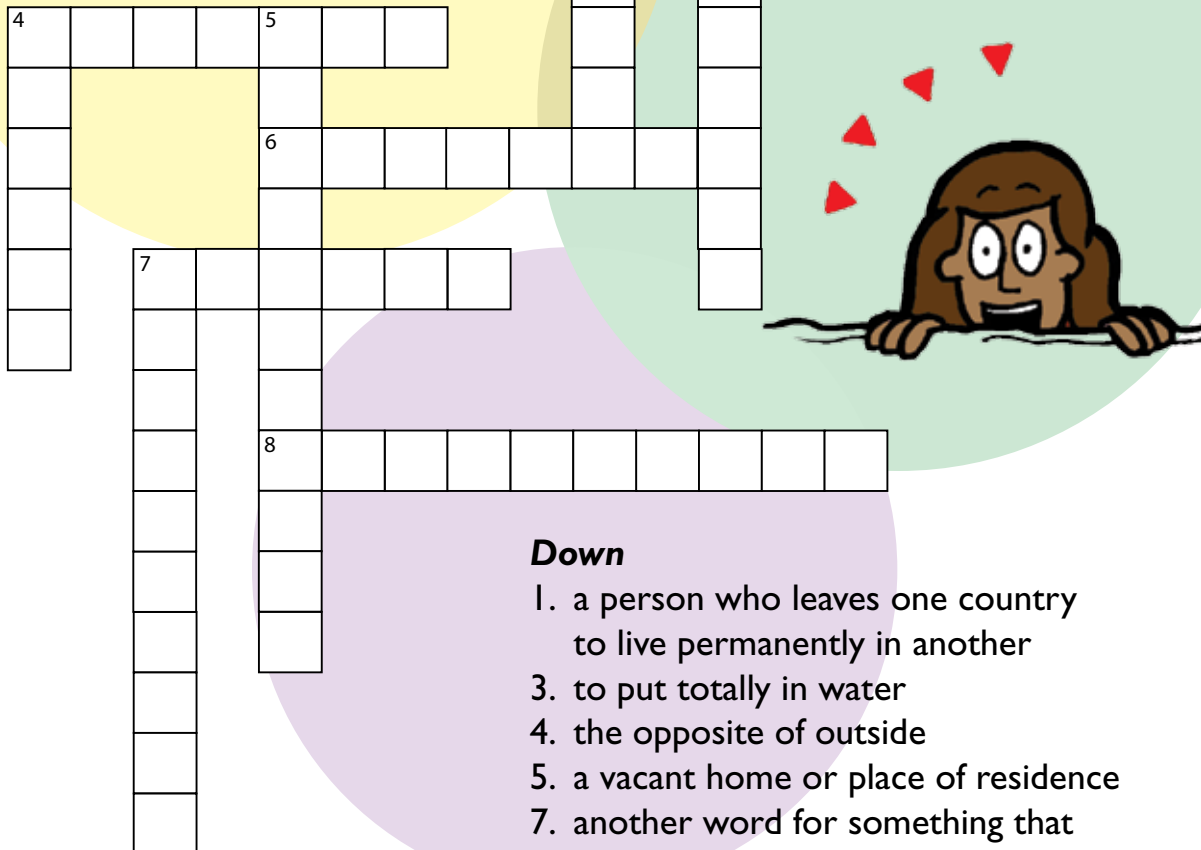 4
5
6
7
8
Down
1. a person who leaves one country
to live permanently in another
3. to put totally in water
4. the opposite of outside
5. a vacant home or place of residence
7. another word for something that